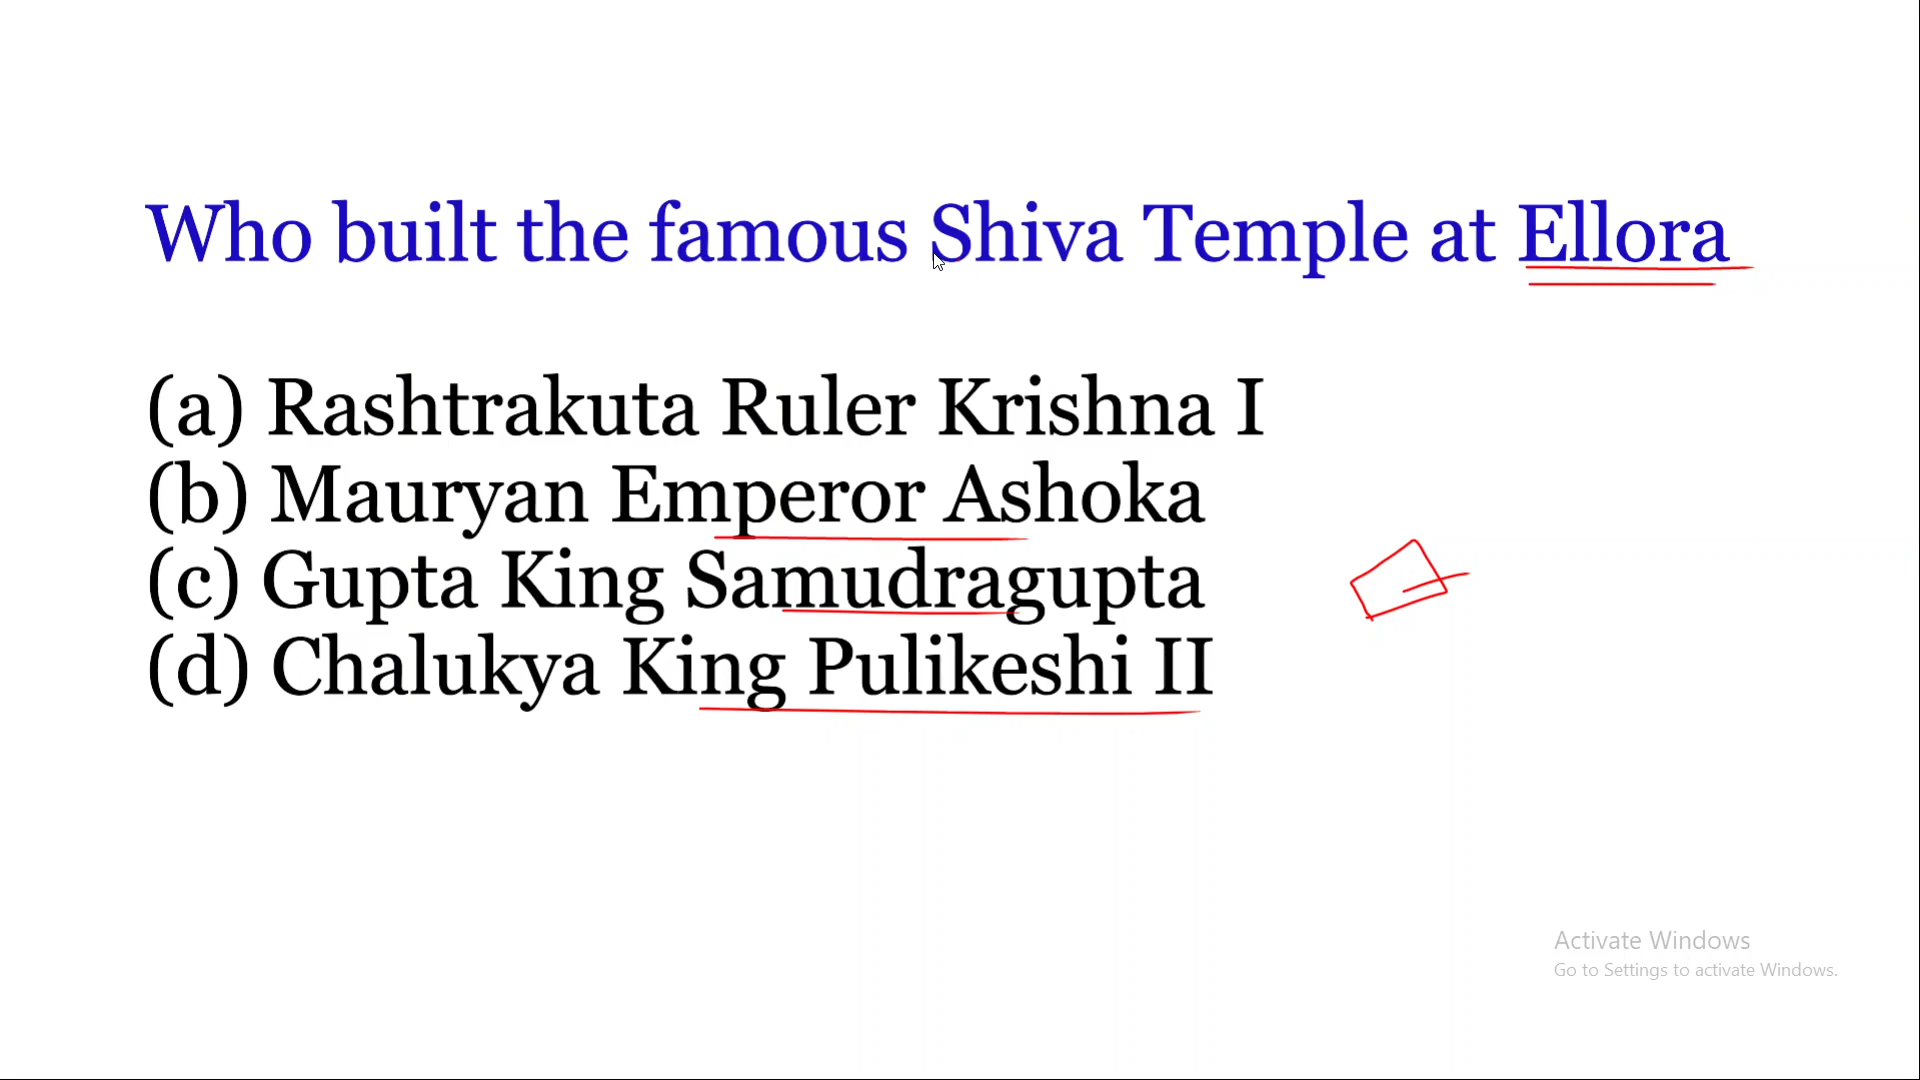 Who built the famous Shiva Temple at Ellora
(a) Rashtrakuta Ruler Krishna I
(b) Mauryan Emperor Ashoka
(c) Gupta King Samudragupta
(d) Chalukya King Pulikeshi II
Activate Windows
Go to Settings to activate Windows.